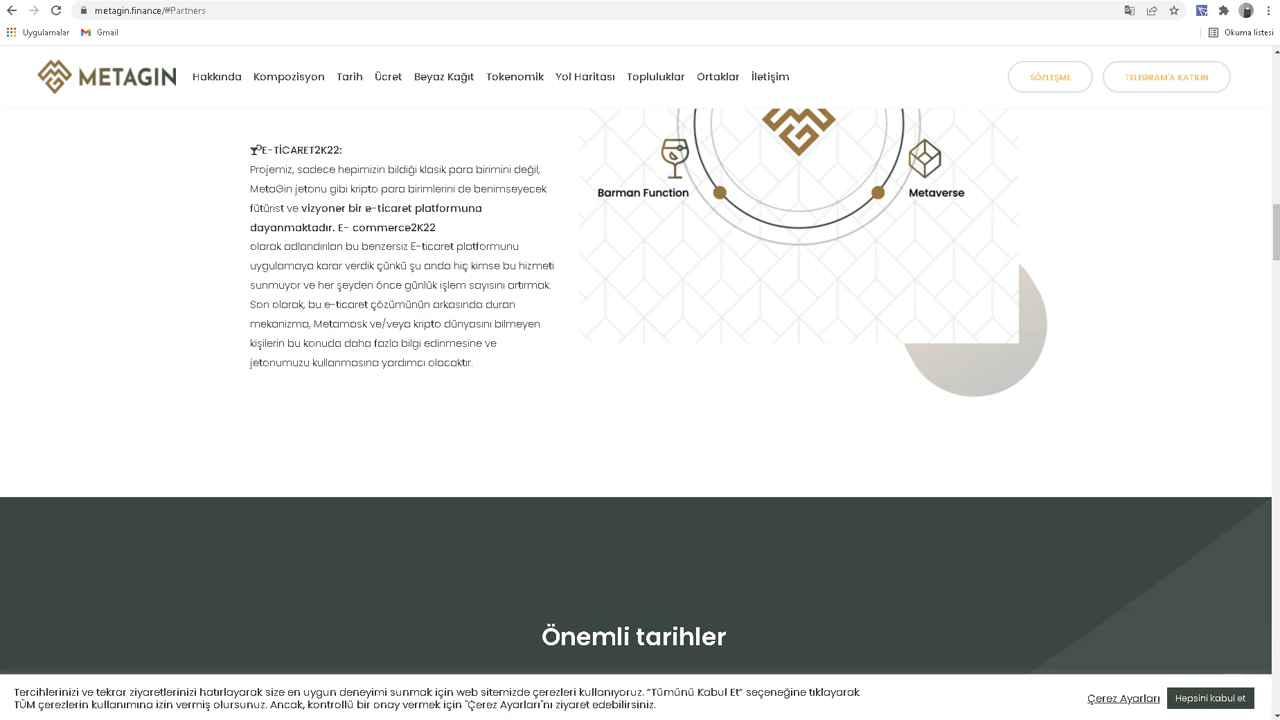 metagin.finance/#Partners
Uygulamalar Gmail Okuma listesi
METAGIN Hakkında Kompozisyon Tarih Ücret Beyaz Kağıt Tokenomik Yol Haritası Topluluklar Ortaklar İletişim SÖZLEŞME TELEGRAM'A KATILIN
E-TİCARET2K22:
Projemiz, sadece hepimizin bildiği klasik para birimini değil,
MetaGin jetonu gibi kripto para birimlerini de benimseyecek
fütürist ve vizyoner bir e-ticaret platformuna
dayanmaktadır. E- commerce2K22
olarak adlandırılan bu benzersiz E-ticaret platformunu
uygulamaya karar verdik çünkü şu anda hiç kimse bu hizmeti
sunmuyor ve her şeyden önce günlük işlem sayısını artırmak.
Son olarak, bu e-ticaret çözümünün arkasında duran
mekanizma, Metamask ve/veya kripto dünyasını bilmeyen
kişilerin bu konuda daha fazla bilgi edinmesine ve
jetonumuzu kullanmasına yardımcı olacaktır.
Barman Function
Metaverse
Önemli tarihler
Tercihlerinizi ve tekrar ziyaretlerinizi hatırlayarak size en uygun deneyimi sunmak için web sitemizde çerezleri kullanıyoruz. “Tümünü Kabul Et” seçeneğine tıklayarak
TÜM çerezlerin kullanımına izin vermiş olursunuz. Ancak, kontrollü bir onay vermek için "Çerez Ayarları"nı ziyaret edebilirsiniz.
Çerez Ayarları Hepsini kabul et